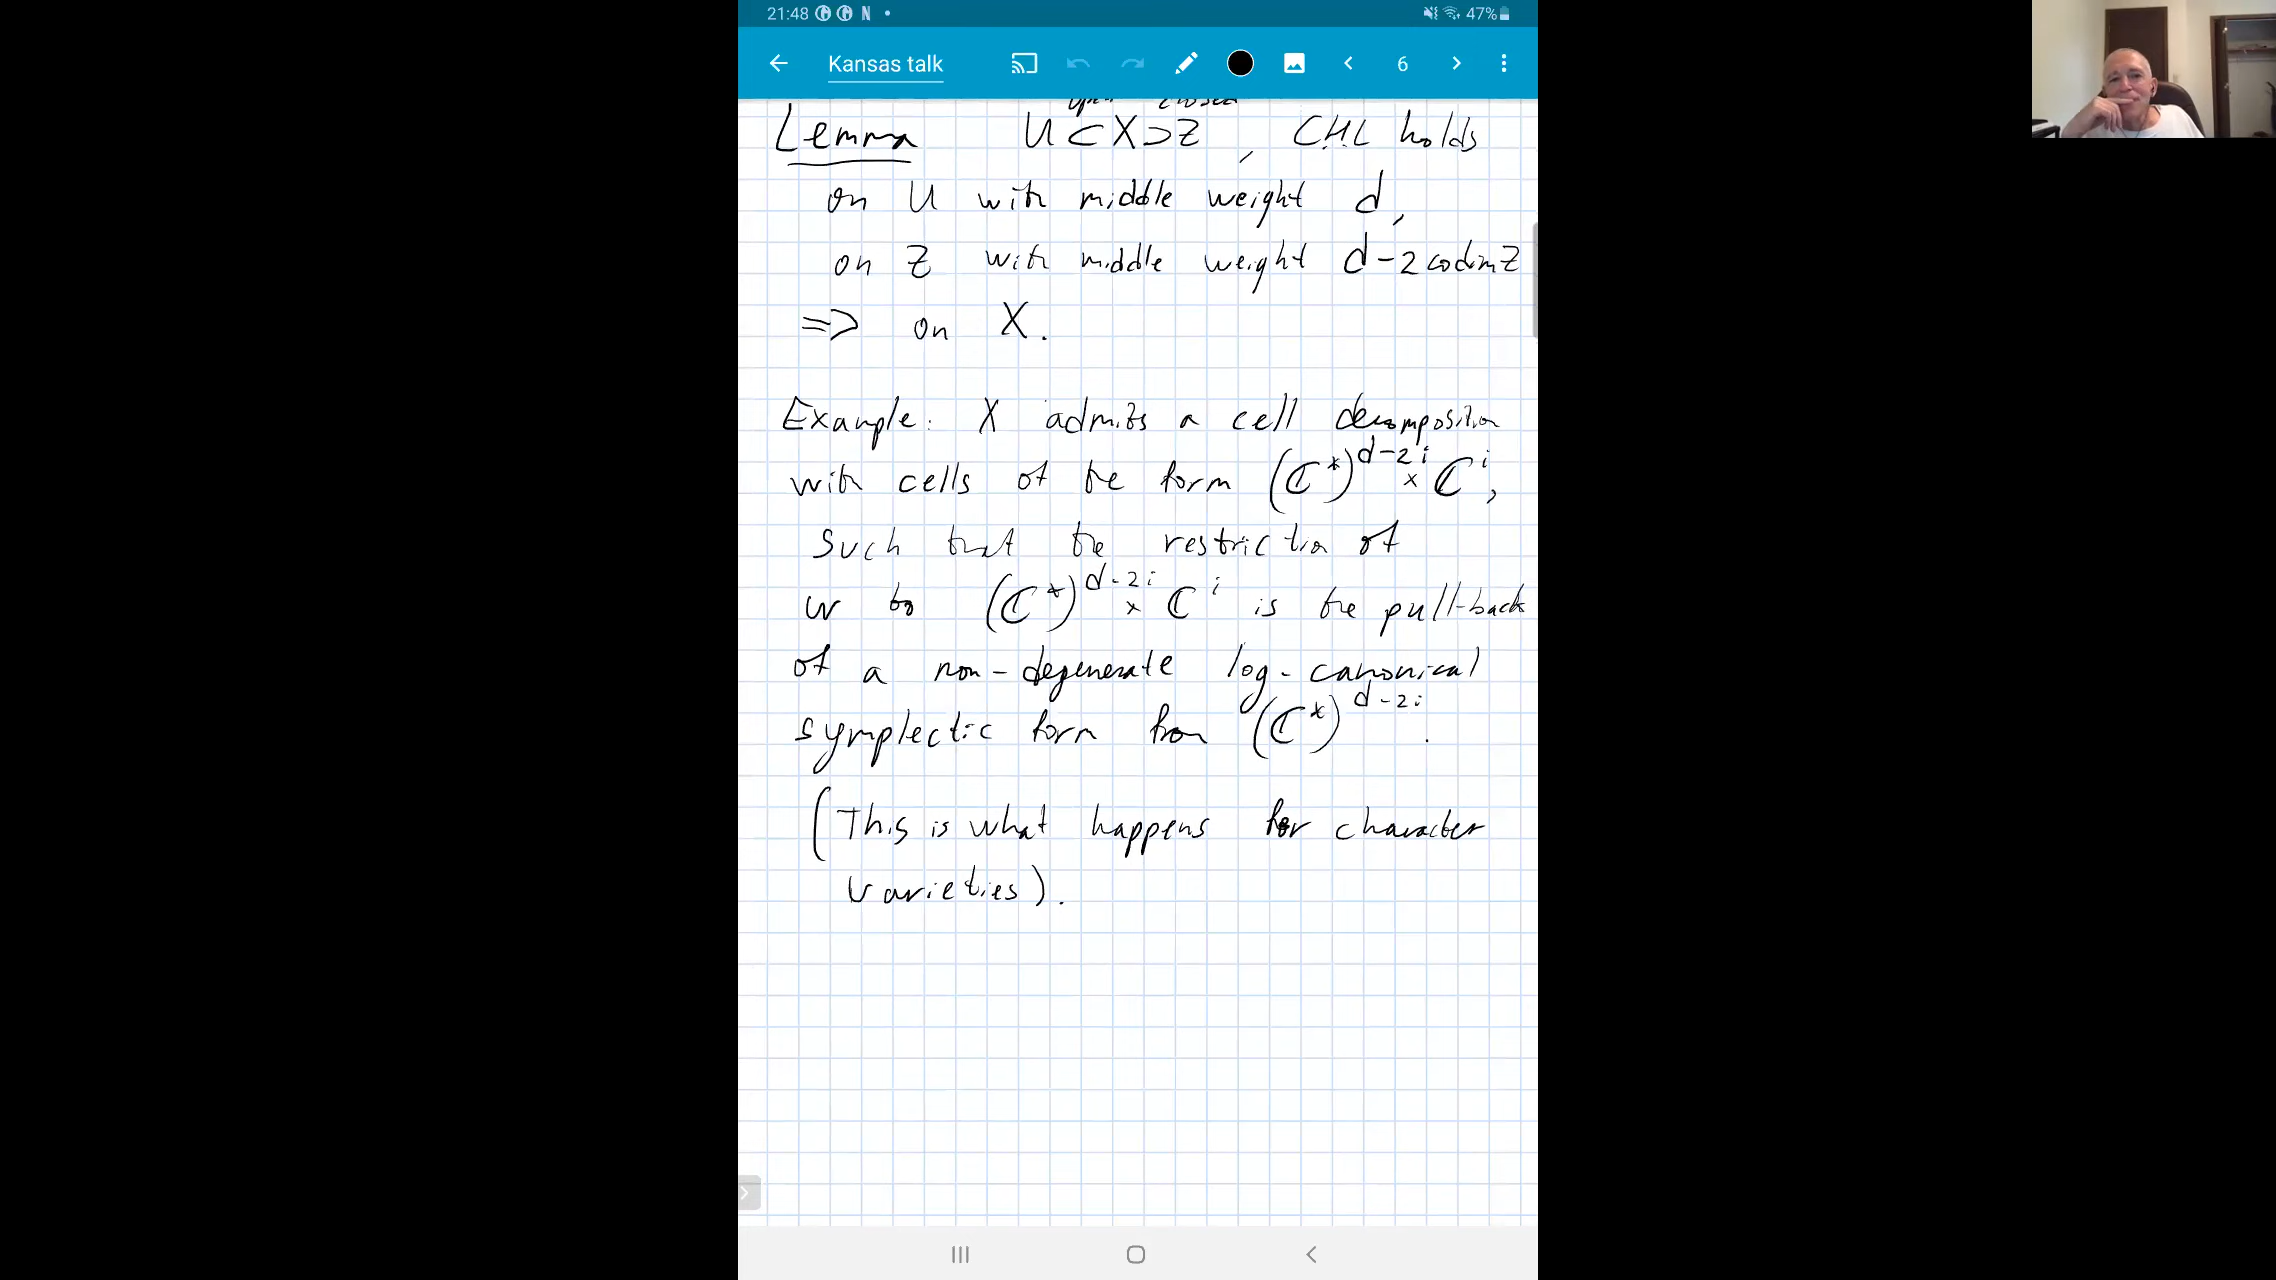 21:48 N • 47%
Kansas talk 6
open closed
Lemma U ⊂ X ⊃ Z, CHL holds
on U with middle weight d,
on Z with middle weight d-2codimZ
=> on X.
Example: X admits a cell decomposition
with cells of the form (ℂ*)^{d-2i} × ℂ^i,
such that the restriction of
ω to (ℂ*)^{d-2i} × ℂ^i is the pull-back
of a non-degenerate log-canonical
symplectic form from (ℂ*)^{d-2i}.
(This is what happens for character
varieties).